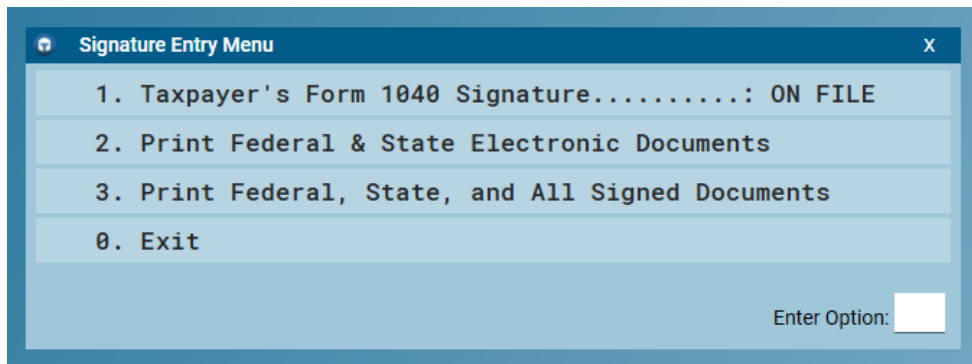 Signature Entry Menu X
1. Taxpayer's Form 1040 Signature..........: ON FILE
2. Print Federal & State Electronic Documents
3. Print Federal, State, and All Signed Documents
0. Exit
Enter Option: